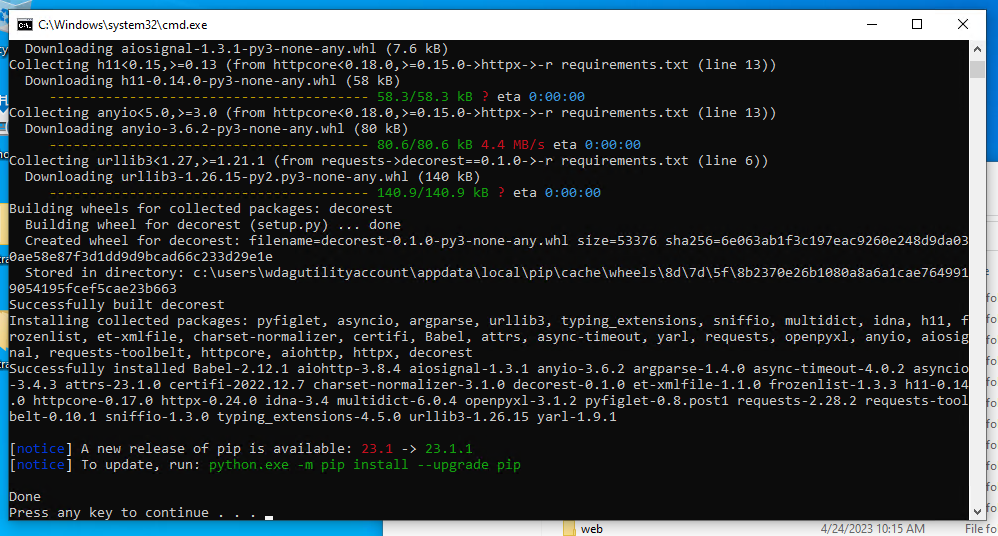 C:\Windows\system32\cmd.exe
Downloading aiosignal-1.3.1-py3-none-any.whl (7.6 kB)
Collecting h11<0.15,>=0.13 (from httpcore<0.18.0,>=0.15.0->httpx->-r requirements.txt (line 13))
Downloading h11-0.14.0-py3-none-any.whl (58 kB)
---------------------------------------- 58.3/58.3 kB ? eta 0:00:00
Collecting anyio<5.0,>=3.0 (from httpcore<0.18.0,>=0.15.0->httpx->-r requirements.txt (line 13))
Downloading anyio-3.6.2-py3-none-any.whl (80 kB)
---------------------------------------- 80.6/80.6 kB 4.4 MB/s eta 0:00:00
Collecting urllib3<1.27,>=1.21.1 (from requests->decorest==0.1.0->-r requirements.txt (line 6))
Downloading urllib3-1.26.15-py2.py3-none-any.whl (140 kB)
---------------------------------------- 140.9/140.9 kB ? eta 0:00:00
Building wheels for collected packages: decorest
Building wheel for decorest (setup.py) ... done
Created wheel for decorest: filename=decorest-0.1.0-py3-none-any.whl size=53376 sha256=6e063ab1f3c197eac9260e248d9da03
0ae58e87f3d1dd9d9bcad66c233d29e1e
Stored in directory: c:\users\wdagutilityaccount\appdata\local\pip\cache\wheels\8d\7d\5f\8b2370e26b1080a8a6a1cae764991
9054195fcef5cae23b663
Successfully built decorest
Installing collected packages: pyfiglet, asyncio, argparse, urllib3, typing_extensions, sniffio, multidict, idna, h11, f
rozenlist, et-xmlfile, charset-normalizer, certifi, Babel, attrs, async-timeout, yarl, requests, openpyxl, anyio, aiosig
nal, requests-toolbelt, httpcore, aiohttp, httpx, decorest
Successfully installed Babel-2.12.1 aiohttp-3.8.4 aiosignal-1.3.1 anyio-3.6.2 argparse-1.4.0 async-timeout-4.0.2 asyncio
-3.4.3 attrs-23.1.0 certifi-2022.12.7 charset-normalizer-3.1.0 decorest-0.1.0 et-xmlfile-1.1.0 frozenlist-1.3.3 h11-0.14
.0 httpcore-0.17.0 httpx-0.24.0 idna-3.4 multidict-6.0.4 openpyxl-3.1.2 pyfiglet-0.8.post1 requests-2.28.2 requests-tool
belt-0.10.1 sniffio-1.3.0 typing_extensions-4.5.0 urllib3-1.26.15 yarl-1.9.1
[notice] A new release of pip is available: 23.1 -> 23.1.1
[notice] To update, run: python.exe -m pip install --upgrade pip
Done
Press any key to continue . . .
web 4/24/2023 10:15 AM File fo